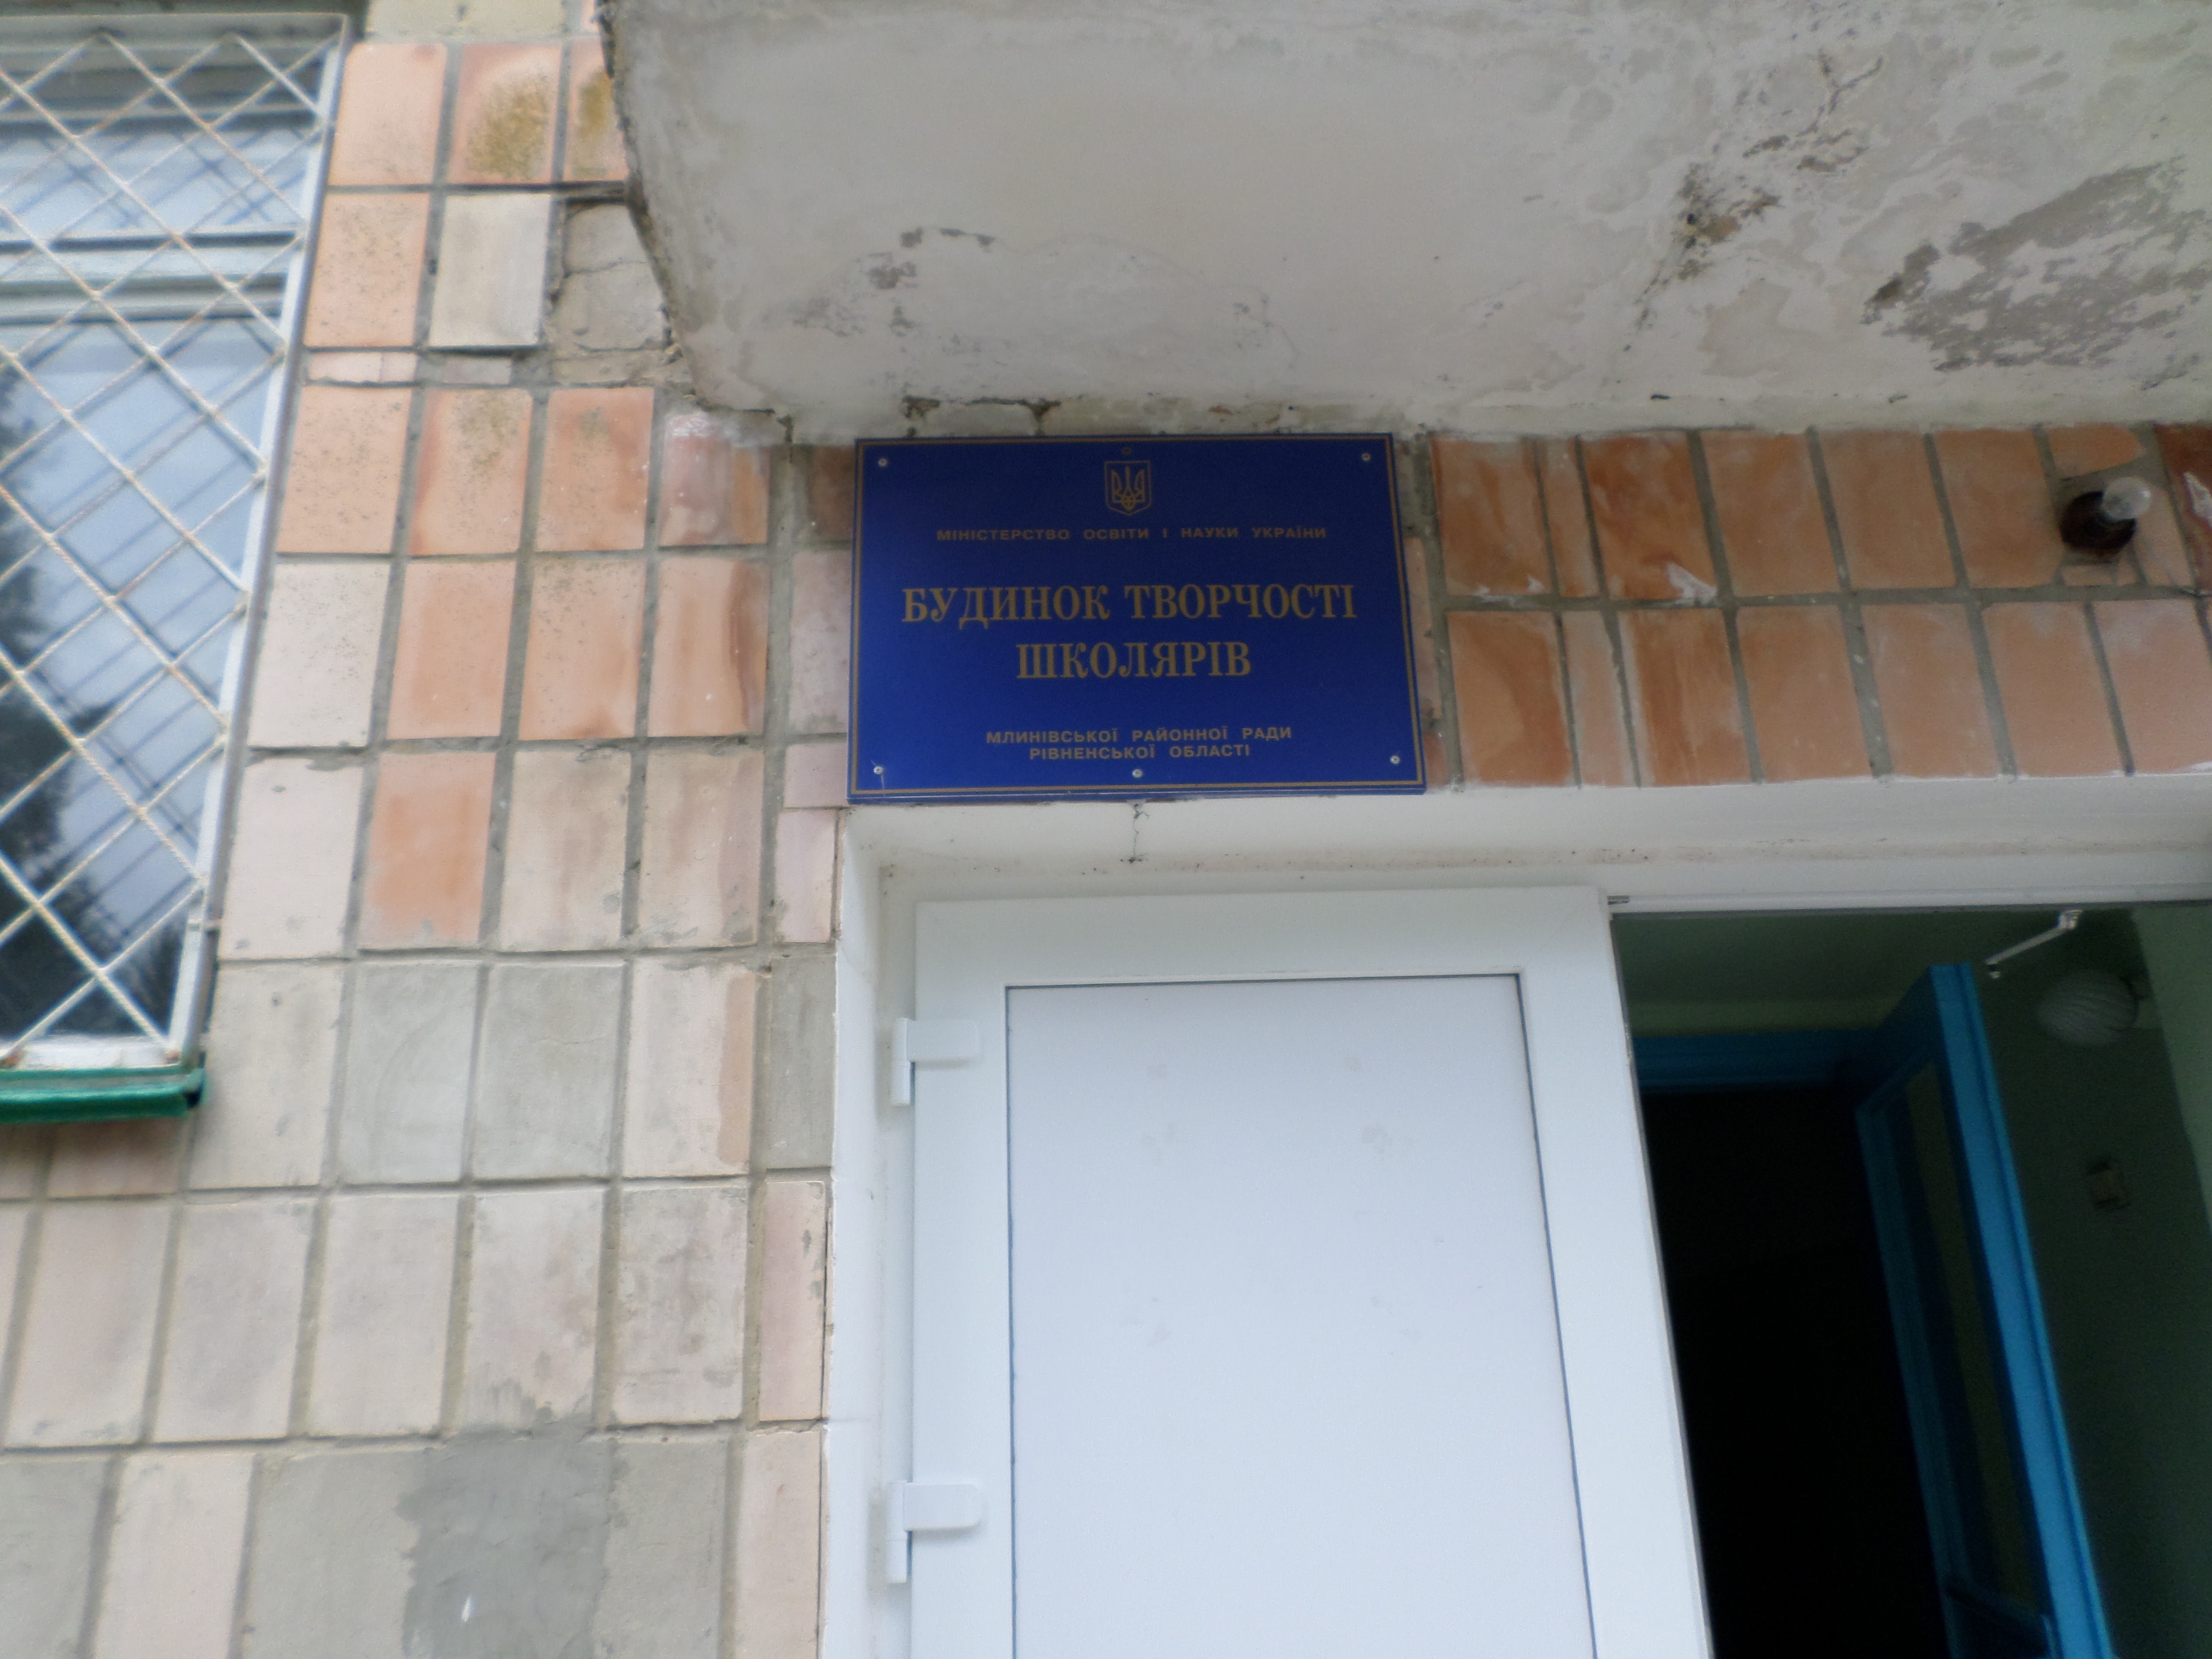 МІНІСТЕРСТВО ОСВІТИ І НАУКИ УКРАЇНИ
БУДИНОК ТВОРЧОСТІ
ШКОЛЯРІВ
МЛИНІВСЬКОЇ РАЙОННОЇ РАДИ
РІВНЕНСЬКОЇ ОБЛАСТІ